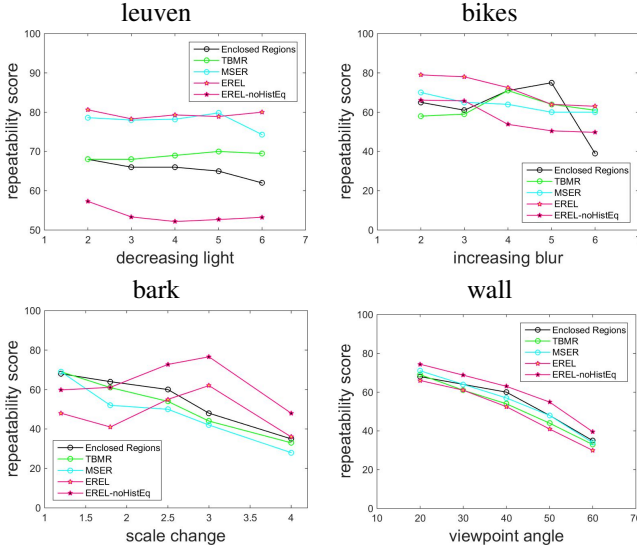 leuven
100
90
80
70
60
50
1
2
3
4
5
6
7
repeatability score
decreasing light
Enclosed Regions
TBMR
MSER
EREL
EREL-noHistEq
bikes
100
80
60
40
20
0
1
2
3
4
5
6
7
repeatability score
increasing blur
Enclosed Regions
TBMR
MSER
EREL
EREL-noHistEq
bark
100
80
60
40
20
0
1
1.5
2
2.5
3
3.5
4
repeatability score
scale change
Enclosed Regions
TBMR
MSER
EREL
EREL-noHistEq
wall
100
80
60
40
20
0
10
20
30
40
50
60
70
repeatability score
viewpoint angle
Enclosed Regions
TBMR
MSER
EREL
EREL-noHistEq